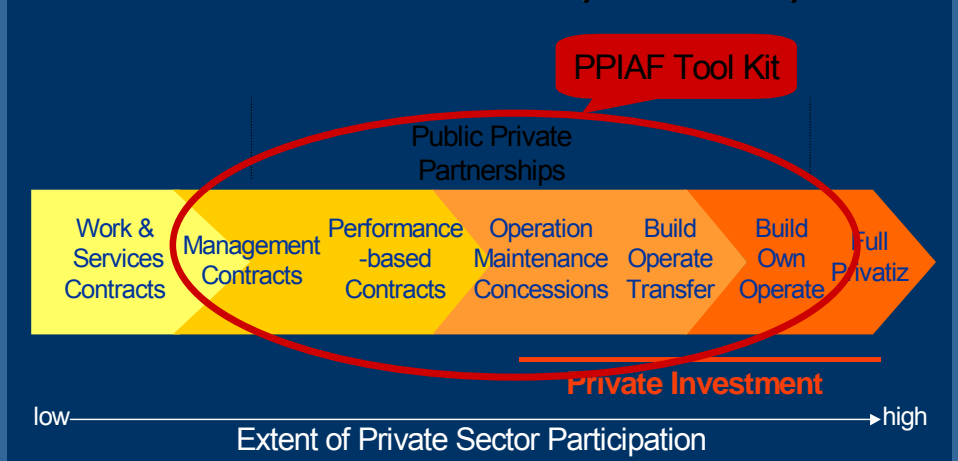 PPIAF Tool Kit
Public Private
Partnerships
Work &
Services
Contracts
Management
Contracts
Performance
-based
Contracts
Operation
Maintenance
Concessions
Build
Operate
Transfer
Build
Own
Operate
Full
Privatiz
Private Investment
low
high
Extent of Private Sector Participation